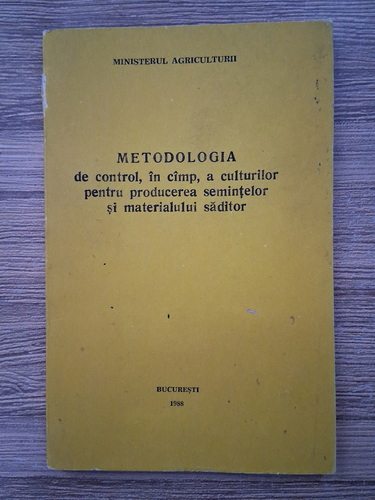 MINISTERUL AGRICULTURII
METODOLOGIA
de control, în cîmp, a culturilor
pentru producerea semințelor
și materialului săditor
BUCUREȘTI
1988